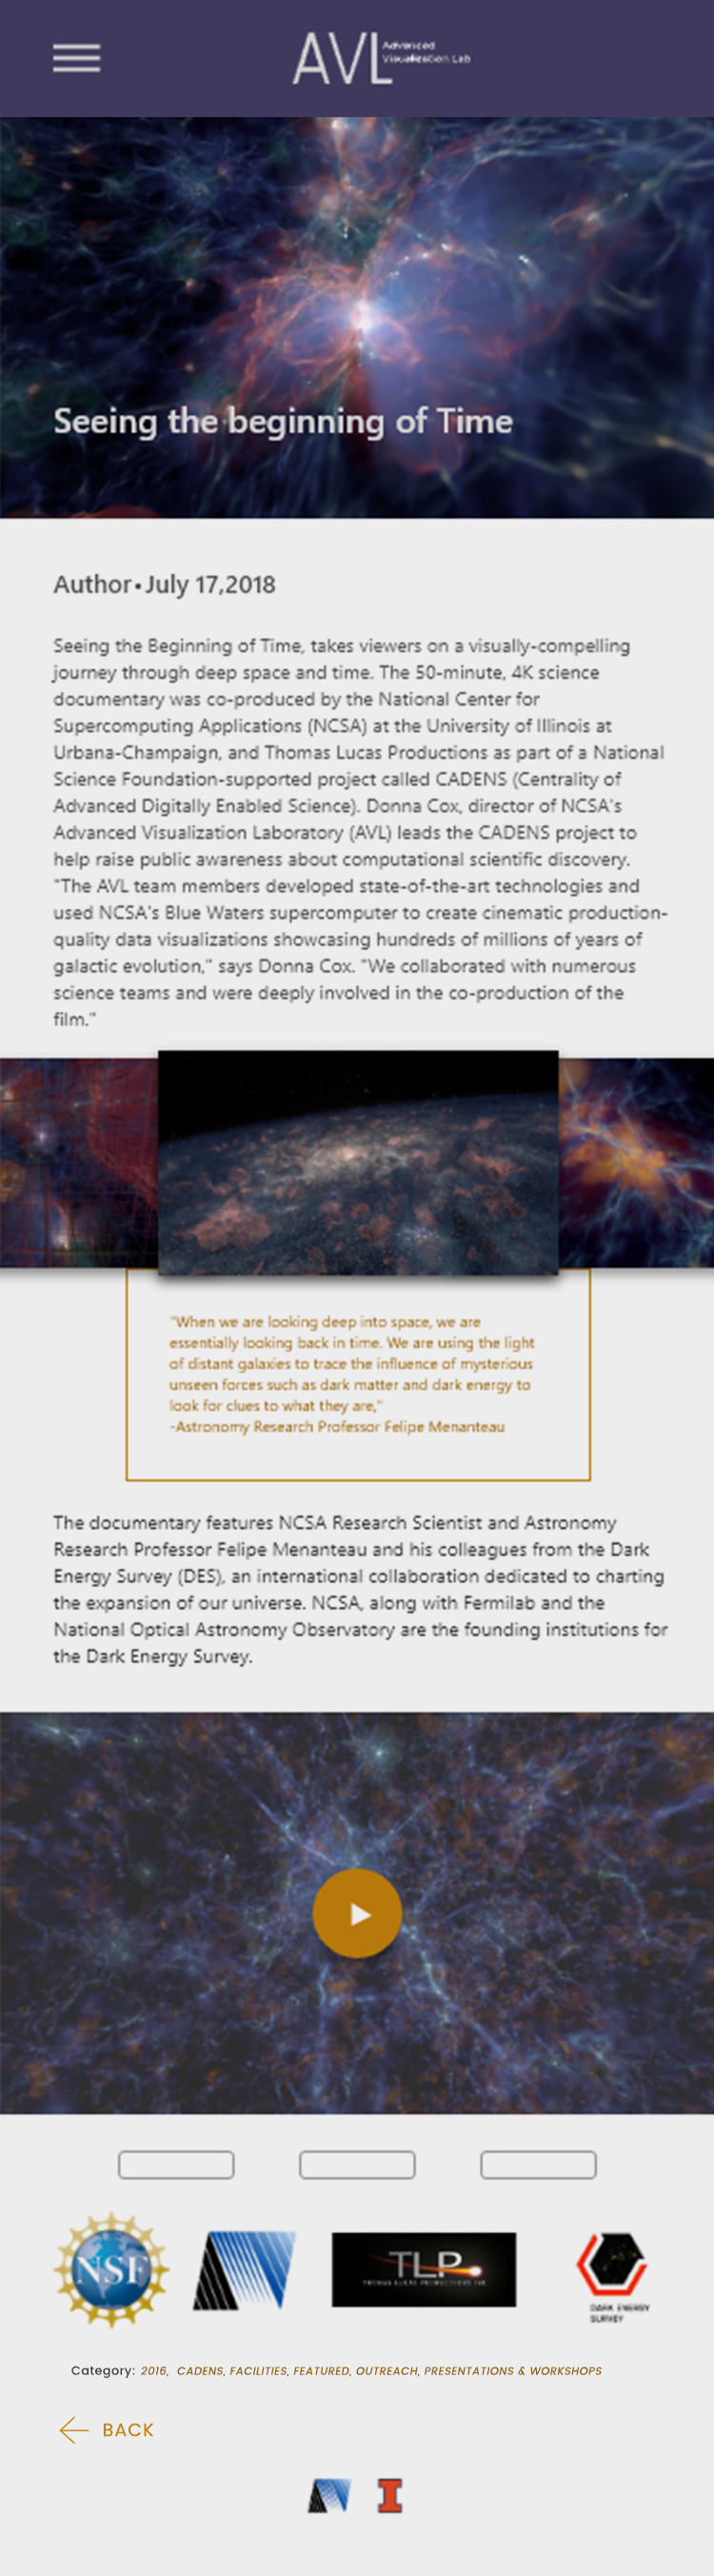 AVL Advanced
Visualization Lab
Seeing the beginning of Time
Author • July 17,2018
Seeing the Beginning of Time, takes viewers on a visually-compelling
journey through deep space and time. The 50-minute, 4K science
documentary was co-produced by the National Center for
Supercomputing Applications (NCSA) at the University of Illinois at
Urbana-Champaign, and Thomas Lucas Productions as part of a National
Science Foundation-supported project called CADENS (Centrality of
Advanced Digitally Enabled Science). Donna Cox, director of NCSA's
Advanced Visualization Laboratory (AVL) leads the CADENS project to
help raise public awareness about computational scientific discovery.
"The AVL team members developed state-of-the-art technologies and
used NCSA's Blue Waters supercomputer to create cinematic production-
quality data visualizations showcasing hundreds of millions of years of
galactic evolution," says Donna Cox. "We collaborated with numerous
science teams and were deeply involved in the co-production of the
film."
"When we are looking deep into space, we are
essentially looking back in time. We are using the light
of distant galaxies to trace the influence of mysterious
unseen forces such as dark matter and dark energy to
look for clues to what they are,"
-Astronomy Research Professor Felipe Menanteau
The documentary features NCSA Research Scientist and Astronomy
Research Professor Felipe Menanteau and his colleagues from the Dark
Energy Survey (DES), an international collaboration dedicated to charting
the expansion of our universe. NCSA, along with Fermilab and the
National Optical Astronomy Observatory are the founding institutions for
the Dark Energy Survey.
NSF
TLP
THOMAS LUCAS PRODUCTIONS INC
DARK ENERGY
SURVEY
Category: 2016, CADENS, FACILITIES, FEATURED, OUTREACH, PRESENTATIONS & WORKSHOPS
BACK
I